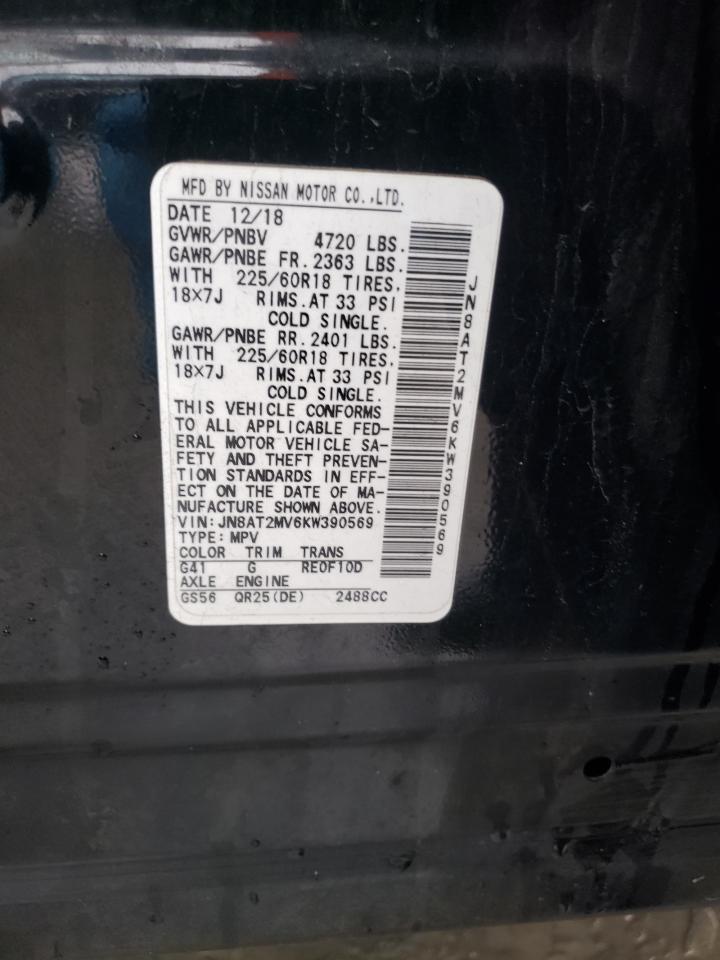 MFD BY NISSAN MOTOR CO.,LTD.
DATE 12/18
GVWR/PNBV 4720 LBS.
GAWR/PNBE FR. 2363 LBS.
WITH 225/60R18 TIRES.
18X7J RIMS. AT 33 PSI
COLD SINGLE.
GAWR/PNBE RR. 2401 LBS.
WITH 225/60R18 TIRES.
18X7J RIMS. AT 33 PSI
COLD SINGLE.
THIS VEHICLE CONFORMS
TO ALL APPLICABLE FED-
ERAL MOTOR VEHICLE SA-
FETY AND THEFT PREVEN-
TION STANDARDS IN EFF-
ECT ON THE DATE OF MA-
NUFACTURE SHOWN ABOVE.
VIN: JN8AT2MV6KW390569
TYPE: MPV
COLOR TRIM TRANS
G41 G RE0F10D
AXLE ENGINE
GS56 QR25(DE) 2488CC
JN8AT2MV6KW390569